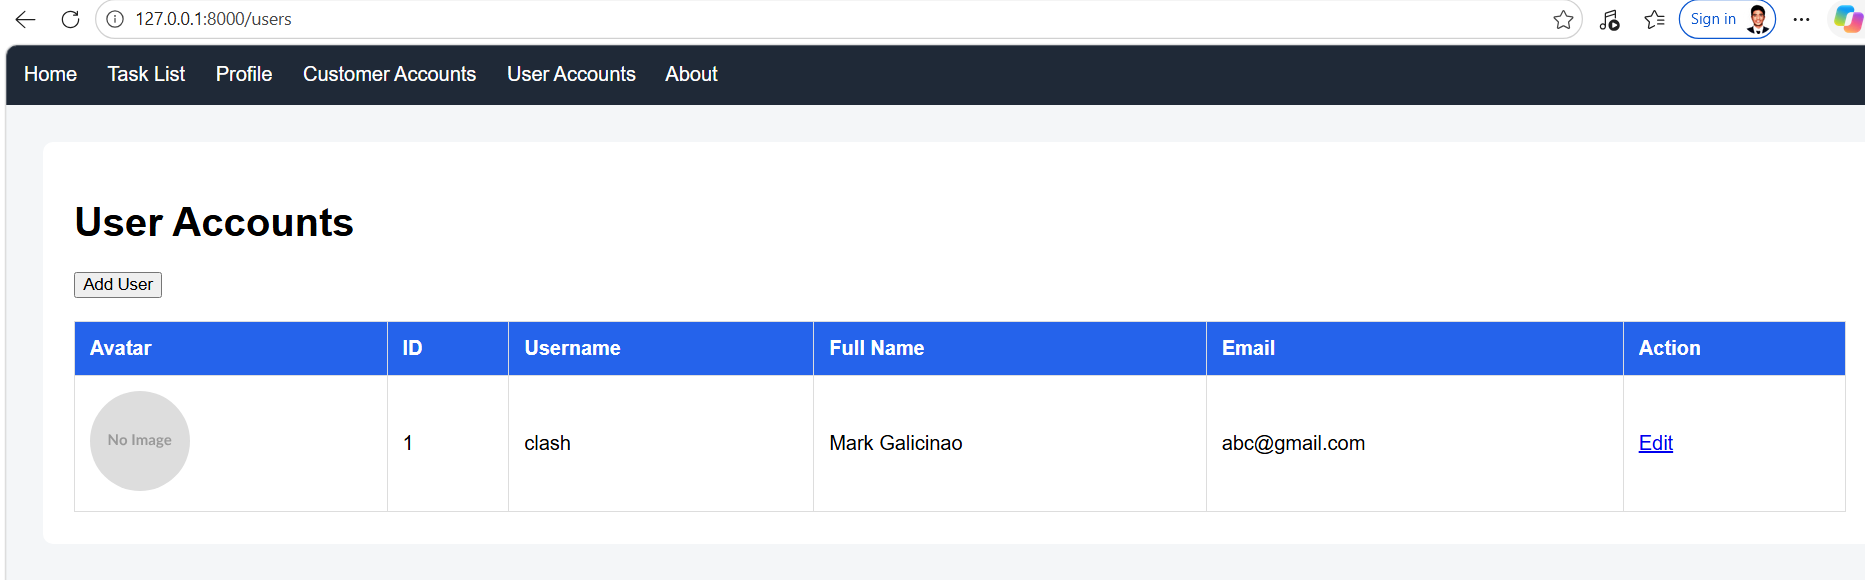 127.0.0.1:8000/users
Sign in
Home Task List Profile Customer Accounts User Accounts About
User Accounts
Add User
Avatar ID Username Full Name Email Action
No Image 1 clash Mark Galicinao abc@gmail.com Edit